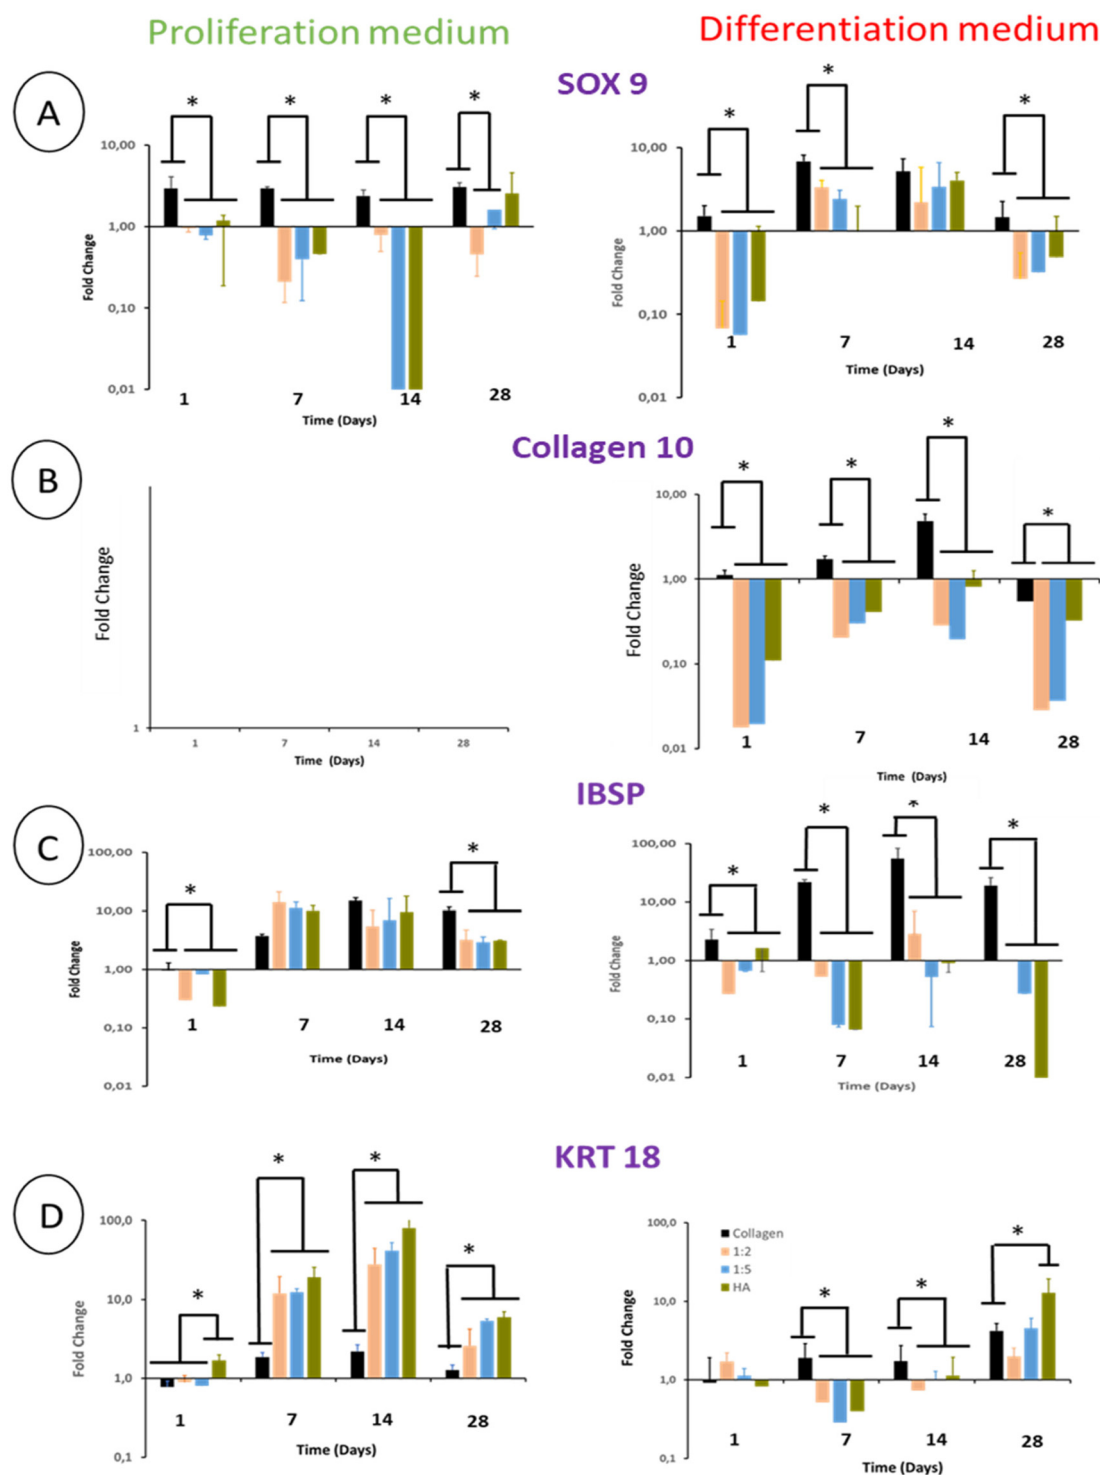 Proliferation medium
Differentiation medium
SOX 9
A
* * * *
10,00
1,00
0,10
0,01
Fold Change
1 7 14 28
Time (Days)
* * *
10,00
1,00
0,10
0,01
Fold Change
1 7 14 28
Time (Days)
Collagen 10
B
Fold Change
1
1 7 14 28
Time (Days)
* * * *
10,00
1,00
0,10
0,01
Fold Change
1 7 14 28
Time (Days)
IBSP
C
* *
100,00
10,00
1,00
0,10
0,01
Fold Change
1 7 14 28
Time (Days)
* * * *
100,00
10,00
1,00
0,10
0,01
Fold Change
1 7 14 28
Time (Days)
KRT 18
D
* * * *
100,0
10,0
1,0
0,1
Fold Change
1 7 14 28
Time (Days)
* * *
100,0
10,0
1,0
0,1
Fold Change
Collagen
1:2
1:5
HA
1 7 14 28
Time (Days)